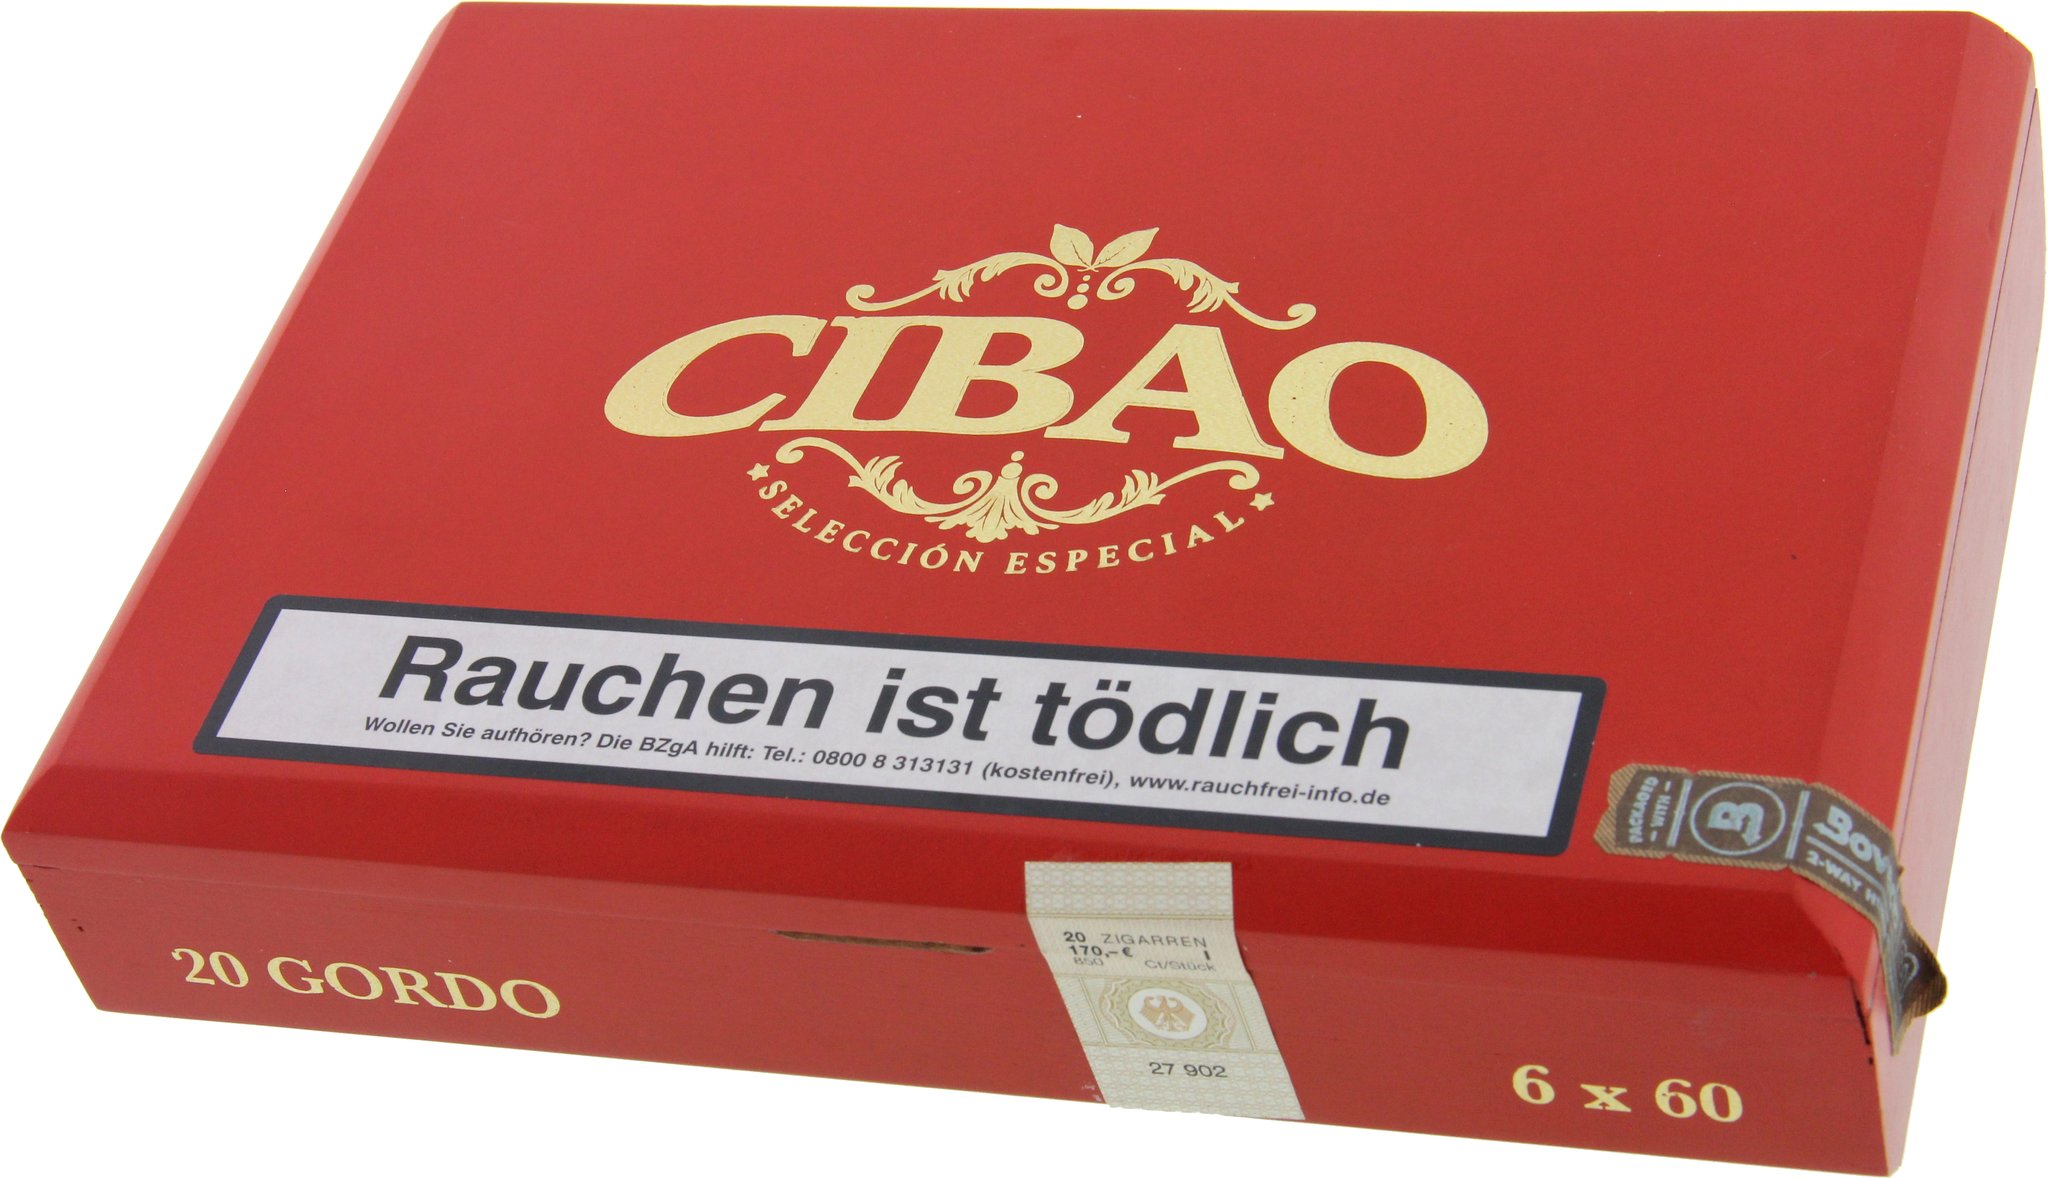 CIBAO
SELECCIÓN ESPECIAL
Rauchen ist tödlich
Wollen Sie aufhören? Die BZgA hilft: Tel.: 0800 8 313131 (kostenfrei), www.rauchfrei-info.de
PACKAGED
- WITH -
B
2-WAY
20 ZIGARREN
170,-€ I
850 Ct/Stück
27 902
20 GORDO
6 x 60